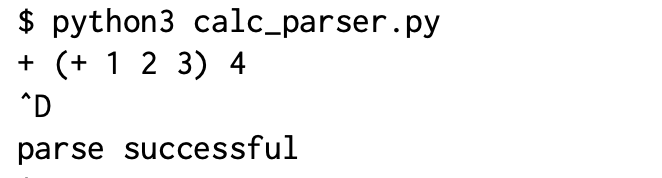 $ python3 calc_parser.py
+ (+ 1 2 3) 4
^D
parse successful